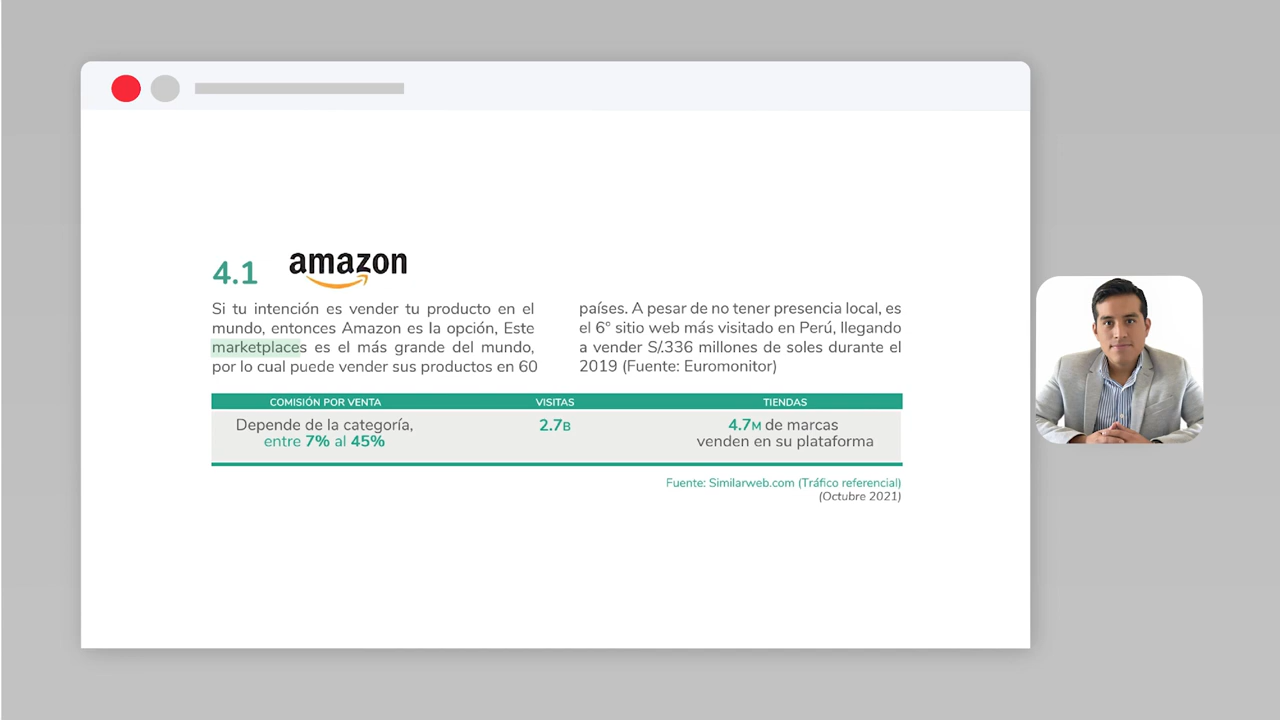 4.1 amazon
Si tu intención es vender tu producto en el
mundo, entonces Amazon es la opción, Este
marketplaces es el más grande del mundo,
por lo cual puede vender sus productos en 60
países. A pesar de no tener presencia local, es
el 6° sitio web más visitado en Perú, llegando
a vender S/.336 millones de soles durante el
2019 (Fuente: Euromonitor)
COMISIÓN POR VENTA VISITAS TIENDAS
Depende de la categoría,
entre 7% al 45%
2.7B
4.7M de marcas
venden en su plataforma
Fuente: Similarweb.com (Tráfico referencial)
(Octubre 2021)